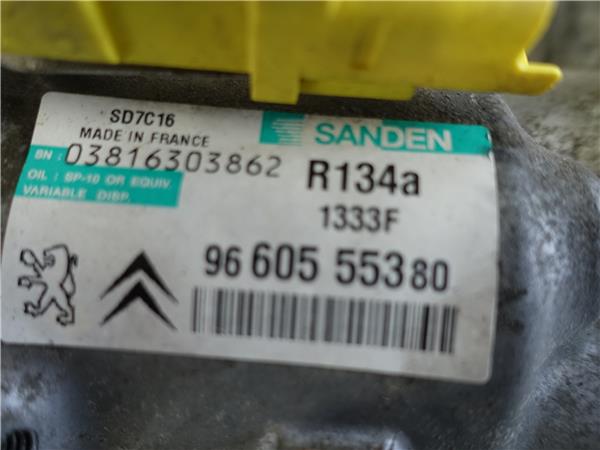 SD7C16
MADE IN FRANCE
SANDEN
SN : 03816303862
OIL : SP-10 OR EQUIV.
VARIABLE DISP.
R134a
1333F
96 605 553 80